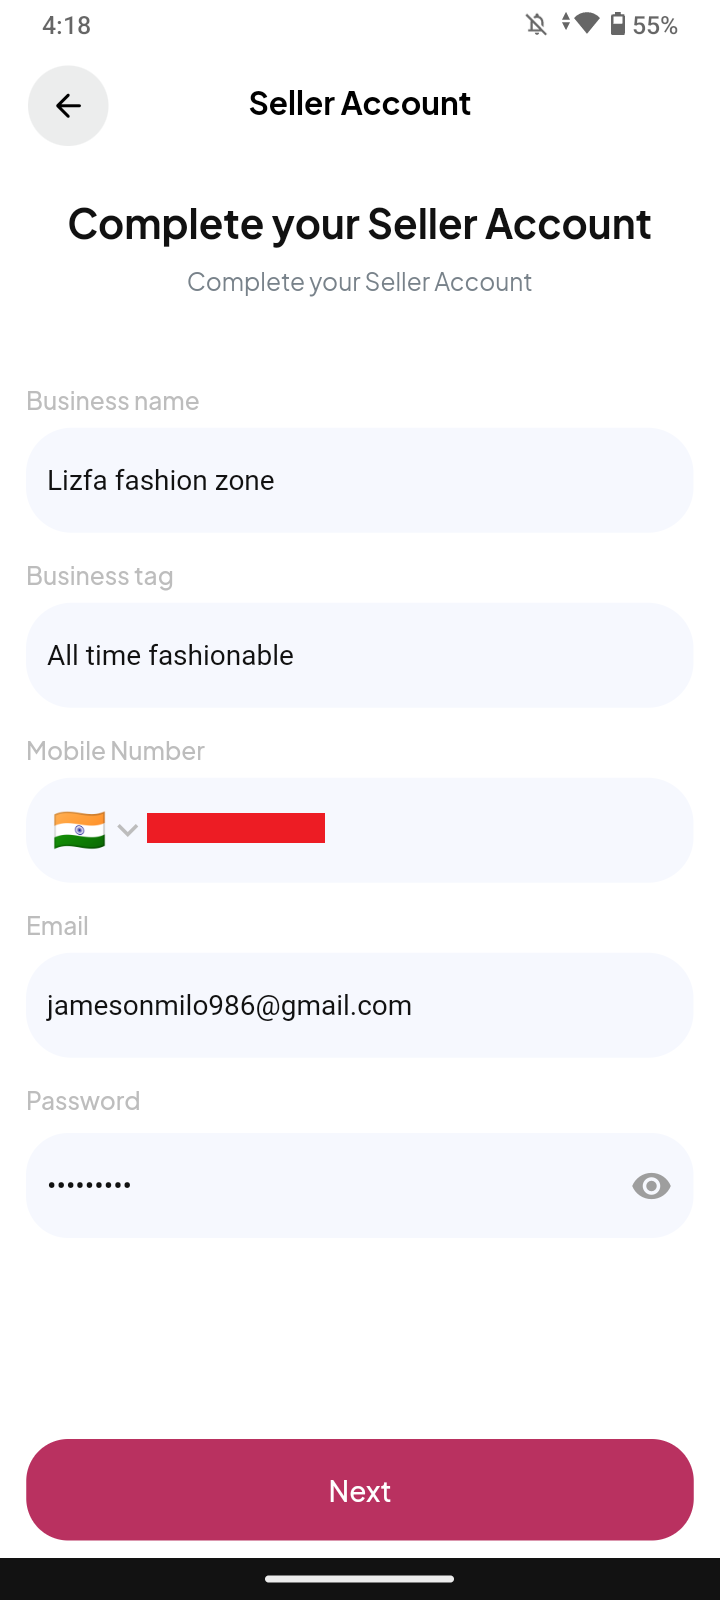 4:18
55%
Seller Account
Complete your Seller Account
Complete your Seller Account
Business name
Lizfa fashion zone
Business tag
All time fashionable
Mobile Number
Email
jamesonmilo986@gmail.com
Password
•••••••••
Next